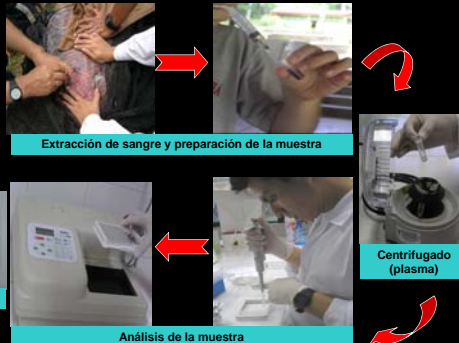 Extracción de sangre y preparación de la muestra
Centrifugado
(plasma)
Análisis de la muestra